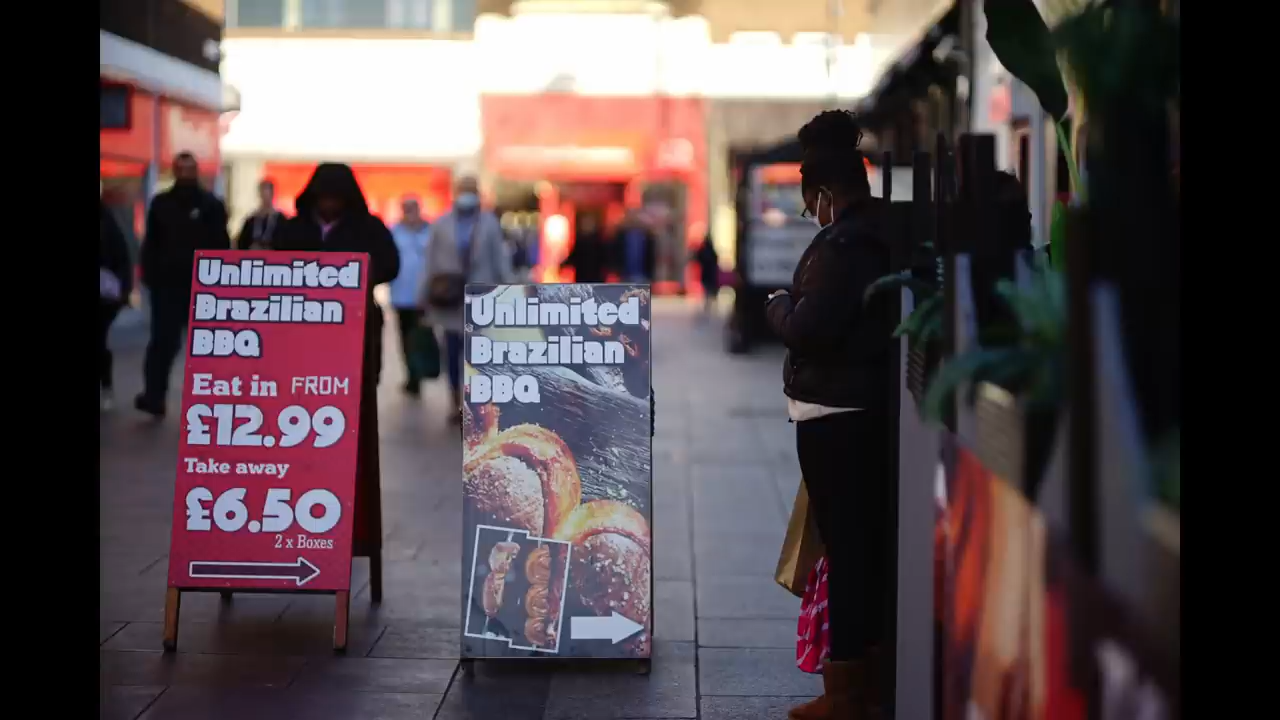 Unlimited
Brazilian
BBQ
Eat in FROM
£12.99
Take away
£6.50
2 x Boxes
Unlimited
Brazilian
BBQ